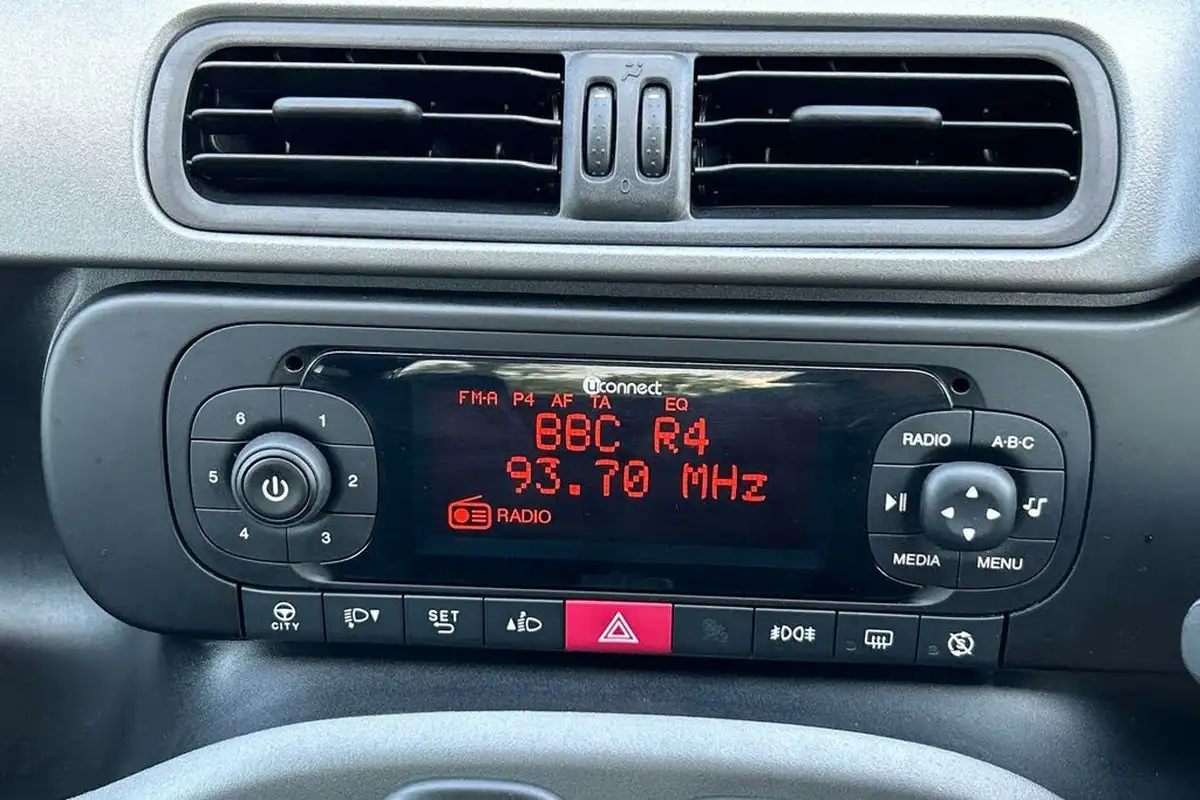 0
uconnect
FM-A P4 AF TA EQ
BBC R4
93.70 MHz
RADIO
6 1
5 2
4 3
RADIO A·B·C
MEDIA MENU
CITY
SET